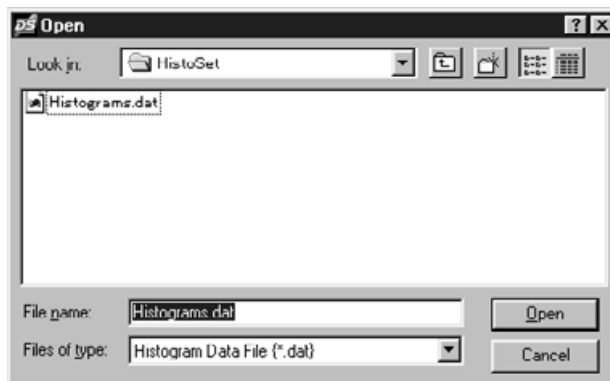 DS Open
Look in: HistoSet
Histograms.dat
File name: Histograms.dat
Open
Files of type: Histogram Data File {*.dat}
Cancel